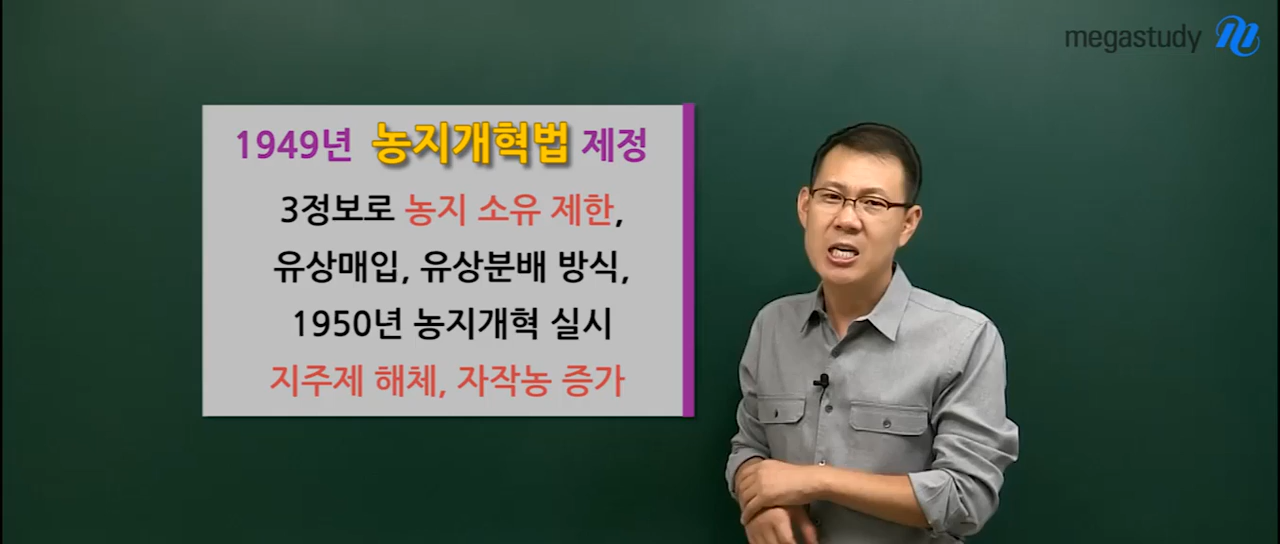 megastudy
1949년 농지개혁법 제정
3정보로 농지 소유 제한,
유상매입, 유상분배 방식,
1950년 농지개혁 실시
지주제 해체, 자작농 증가